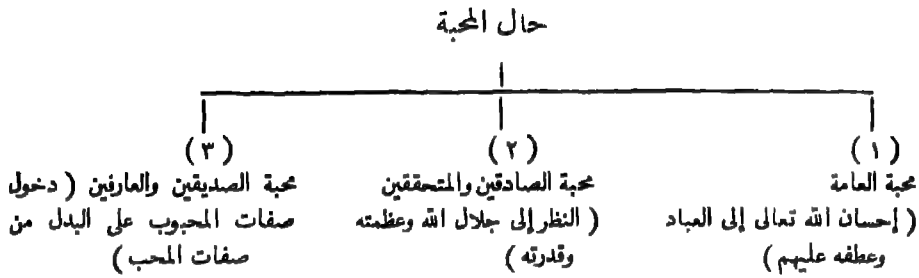 حال المحبة
( ١ )
محبة العامة
( إحسان الله تعالى إلى العباد
وعطفه عليهم )
( ٢ )
محبة الصادقين والمتحققين
( النظر إلى جلال الله وعظمته
وقدرته )
( ٣ )
محبة الصديقين والعارفين ( دخول
صفات المحبوب على البدل من
صفات المحب )